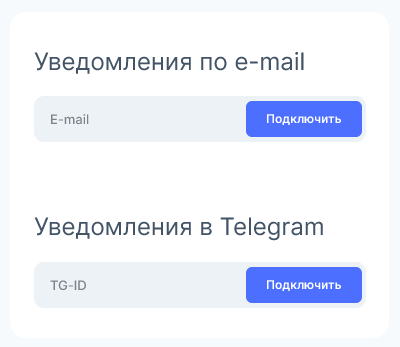 Уведомления по e-mail
E-mail
Подключить
Уведомления в Telegram
TG-ID
Подключить